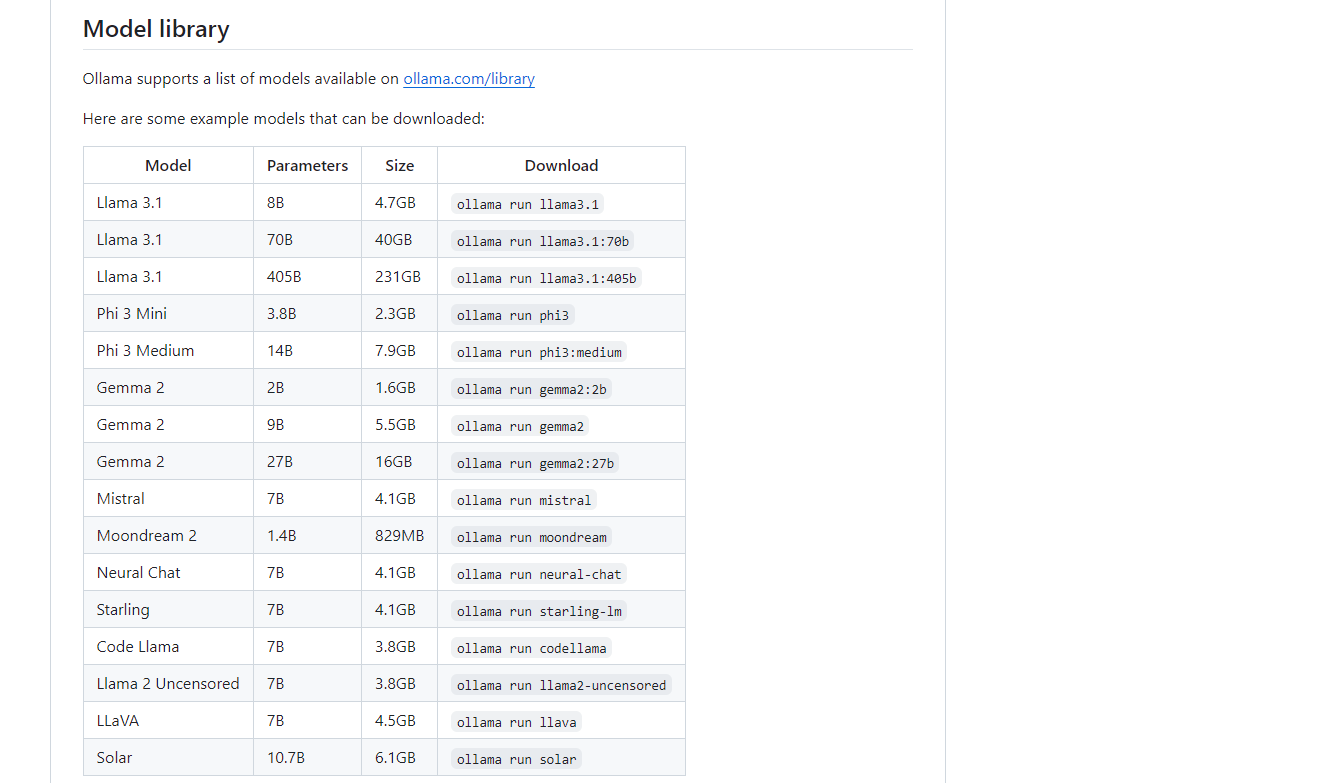 Model library
Ollama supports a list of models available on ollama.com/library
Here are some example models that can be downloaded:
Model Parameters Size Download
Llama 3.1 8B 4.7GB ollama run llama3.1
Llama 3.1 70B 40GB ollama run llama3.1:70b
Llama 3.1 405B 231GB ollama run llama3.1:405b
Phi 3 Mini 3.8B 2.3GB ollama run phi3
Phi 3 Medium 14B 7.9GB ollama run phi3:medium
Gemma 2 2B 1.6GB ollama run gemma2:2b
Gemma 2 9B 5.5GB ollama run gemma2
Gemma 2 27B 16GB ollama run gemma2:27b
Mistral 7B 4.1GB ollama run mistral
Moondream 2 1.4B 829MB ollama run moondream
Neural Chat 7B 4.1GB ollama run neural-chat
Starling 7B 4.1GB ollama run starling-lm
Code Llama 7B 3.8GB ollama run codellama
Llama 2 Uncensored 7B 3.8GB ollama run llama2-uncensored
LLaVA 7B 4.5GB ollama run llava
Solar 10.7B 6.1GB ollama run solar